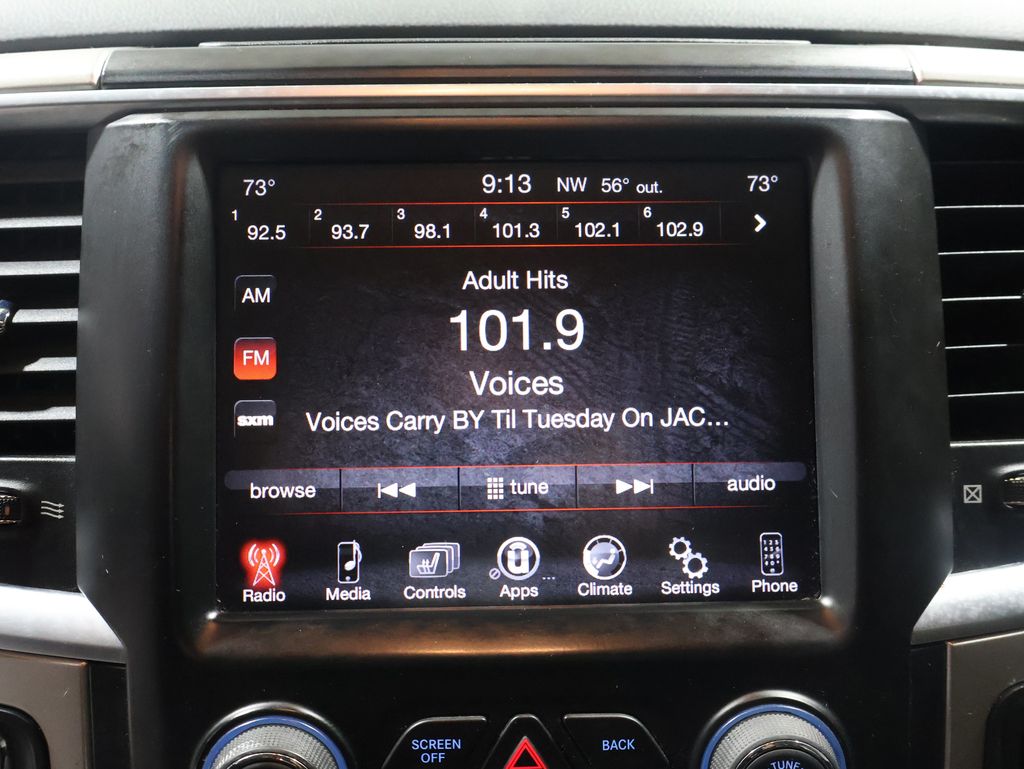 73° 9:13 NW 56° out. 73°
1 92.5 2 93.7 3 98.1 4 101.3 5 102.1 6 102.9
Adult Hits
AM
101.9
FM
Voices
sxm
Voices Carry BY Til Tuesday On JAC...
browse tune audio
Radio Media Controls Apps Climate Settings Phone
SCREEN
OFF
BACK
TUNE